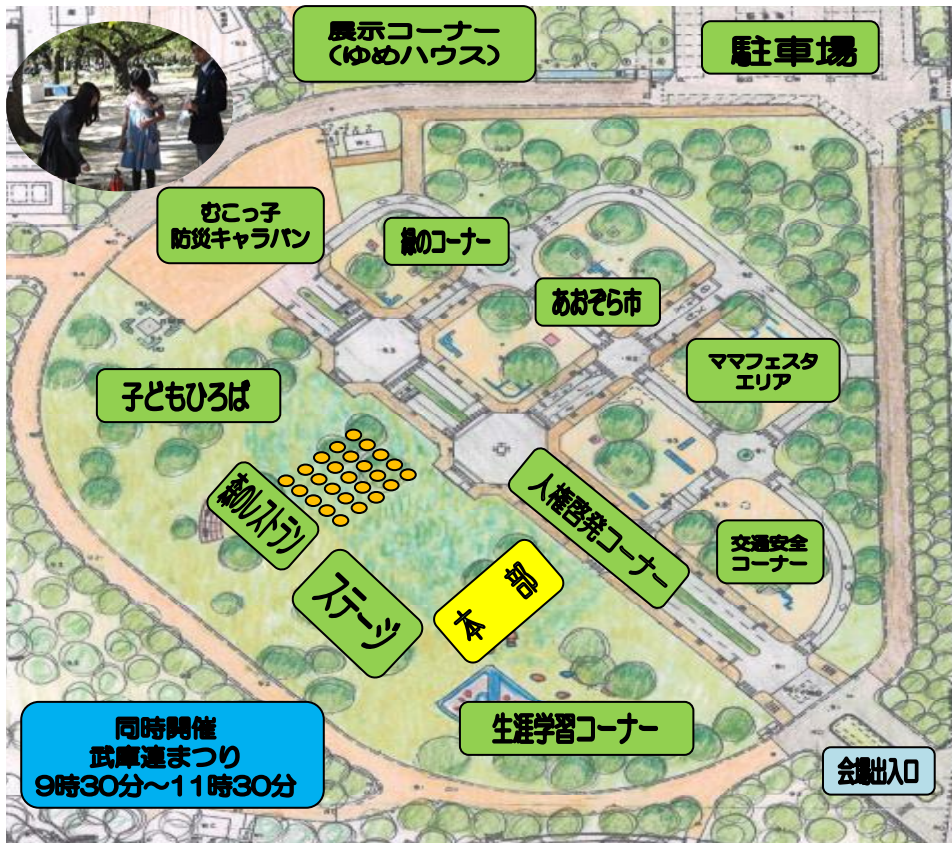 展示コーナー
(ゆめハウス)
駐車場
むこっ子
防災キャラバン
緑のコーナー
あおぞら市
ママフェスタ
エリア
子どもひろば
森のレストラン
人権啓発コーナー
交通安全
コーナー
ステージ
本 部
生涯学習コーナー
同時開催
武庫連まつり
9時30分~11時30分
会場出入口